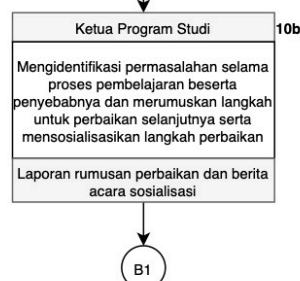 Ketua Program Studi 10b
Mengidentifikasi permasalahan selama
proses pembelajaran beserta
penyebabnya dan merumuskan langkah
untuk perbaikan selanjutnya serta
mensosialisasikan langkah perbaikan
Laporan rumusan perbaikan dan berita
acara sosialisasi
B1